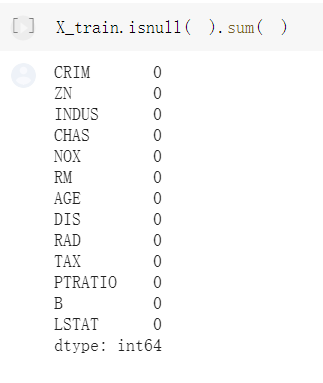 [ ] X_train.isnull( ).sum( )
CRIM 0
ZN 0
INDUS 0
CHAS 0
NOX 0
RM 0
AGE 0
DIS 0
RAD 0
TAX 0
PTRATIO 0
B 0
LSTAT 0
dtype: int64